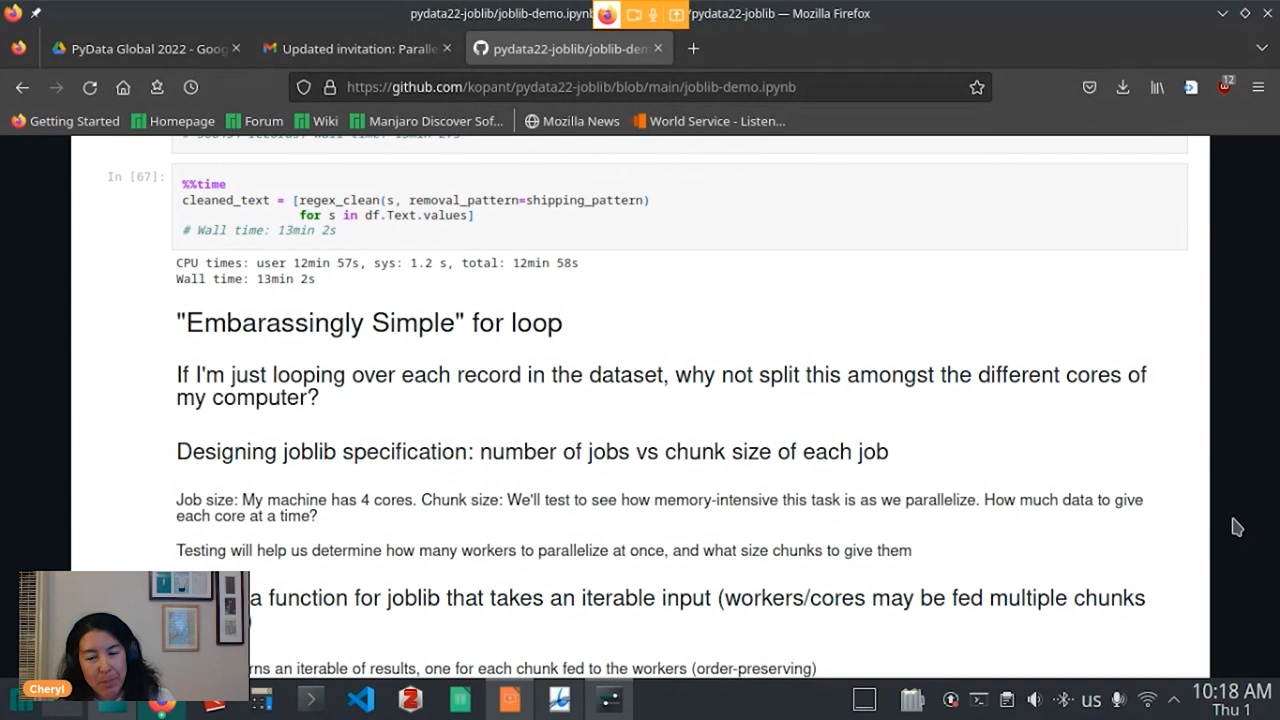 pydata22-joblib/joblib-demo.ipynb
/pydata22-joblib — Mozilla Firefox
PyData Global 2022 - Goog
Updated invitation: Paralle
pydata22-joblib/joblib-den
https://github.com/kopant/pydata22-joblib/blob/main/joblib-demo.ipynb
12
Getting Started
Homepage
Forum
Wiki
Manjaro Discover Sof...
Mozilla News
World Service - Listen...
In [67]:
%%time
cleaned_text = [regex_clean(s, removal_pattern=shipping_pattern)
for s in df.Text.values]
# Wall time: 13min 2s
CPU times: user 12min 57s, sys: 1.2 s, total: 12min 58s
Wall time: 13min 2s
"Embarassingly Simple" for loop
If I'm just looping over each record in the dataset, why not split this amongst the different cores of
my computer?
Designing joblib specification: number of jobs vs chunk size of each job
Job size: My machine has 4 cores. Chunk size: We'll test to see how memory-intensive this task is as we parallelize. How much data to give
each core at a time?
Testing will help us determine how many workers to parallelize at once, and what size chunks to give them
a function for joblib that takes an iterable input (workers/cores may be fed multiple chunks
rns an iterable of results, one for each chunk fed to the workers (order-preserving)
Cheryl
us
10:18 AM
Thu 1